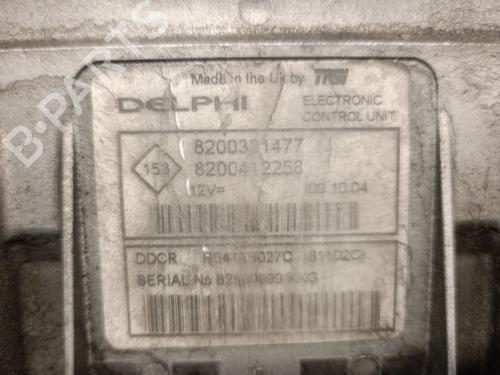 B-PARTS
Made in the UK by TRW
DELPHI ELECTRONIC
CONTROL UNIT
8200331477
153 8200412258
12V= 09.10.04
DDCR
SERIAL No